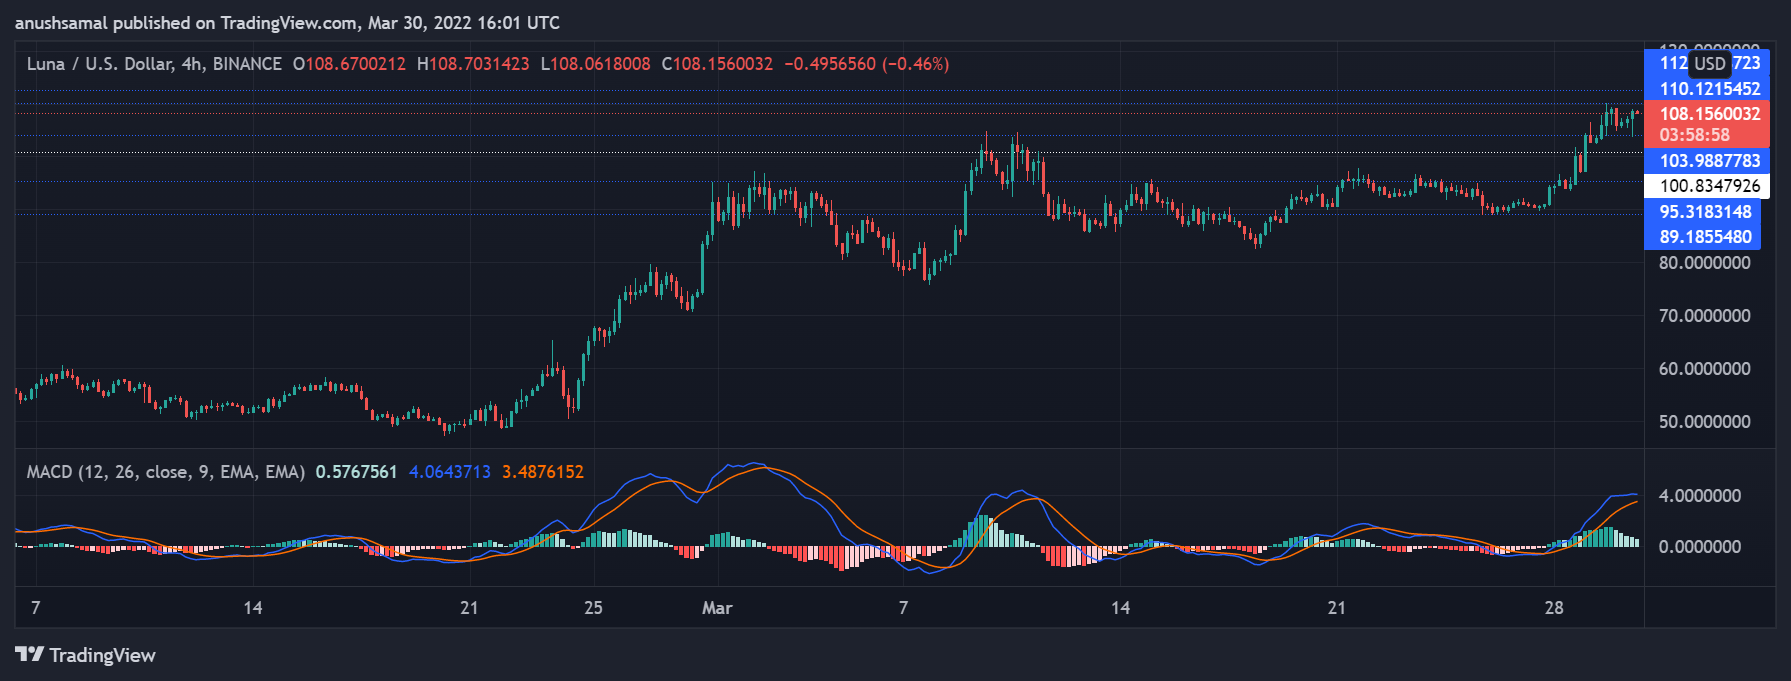 anushsamal published on TradingView.com, Mar 30, 2022 16:01 UTC
Luna / U.S. Dollar, 4h, BINANCE O108.6700212 H108.7031423 L108.0618008 C108.1560032 −0.4956560 (−0.46%)
USD
110.1215452
108.1560032
03:58:58
103.9887783
100.8347926
95.3183148
89.1855480
80.0000000
70.0000000
60.0000000
50.0000000
MACD (12, 26, close, 9, EMA, EMA) 0.5767561 4.0643713 3.4876152
4.0000000
0.0000000
7 14 21 25 Mar 7 14 21 28
TradingView